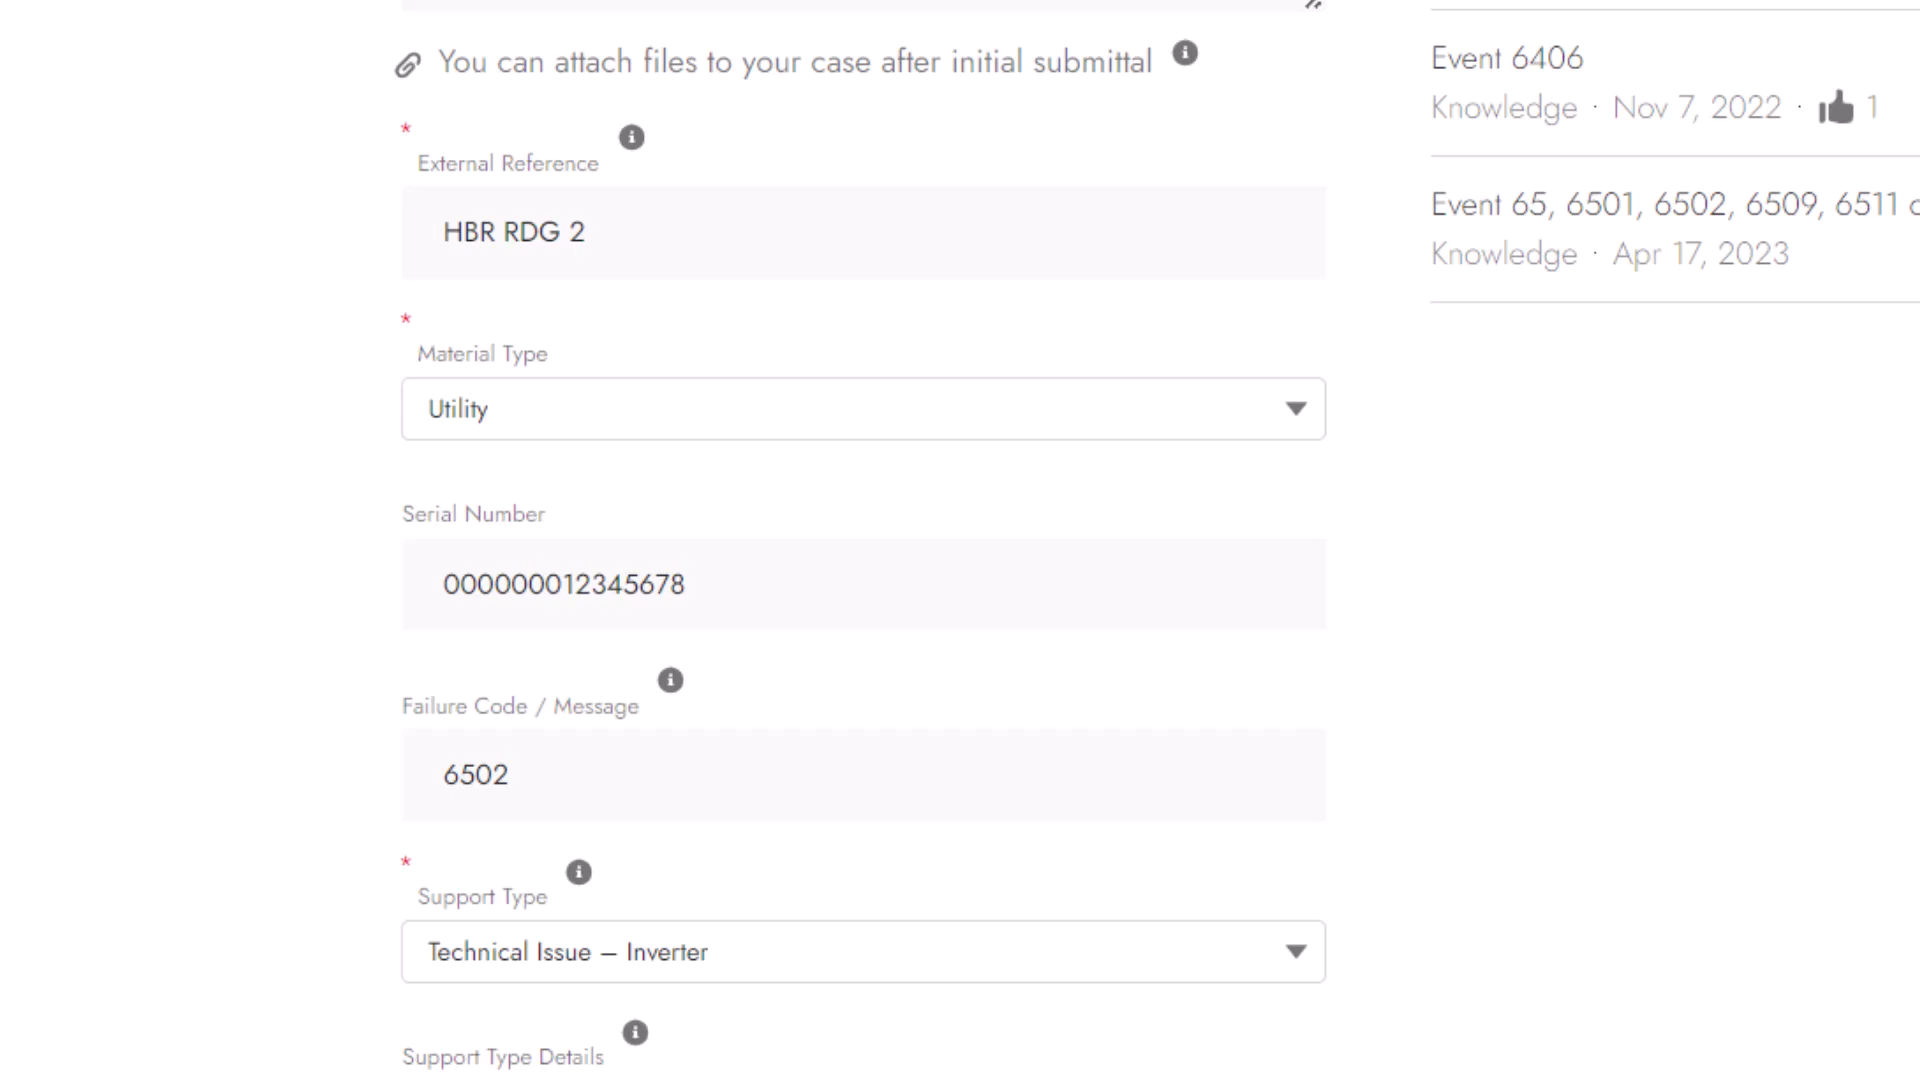 You can attach files to your case after initial submittal
* External Reference
HBR RDG 2
* Material Type
Utility
Serial Number
000000012345678
Failure Code / Message
6502
* Support Type
Technical Issue – Inverter
Support Type Details
Event 6406
Knowledge · Nov 7, 2022 · 1
Event 65, 6501, 6502, 6509, 6511
Knowledge · Apr 17, 2023